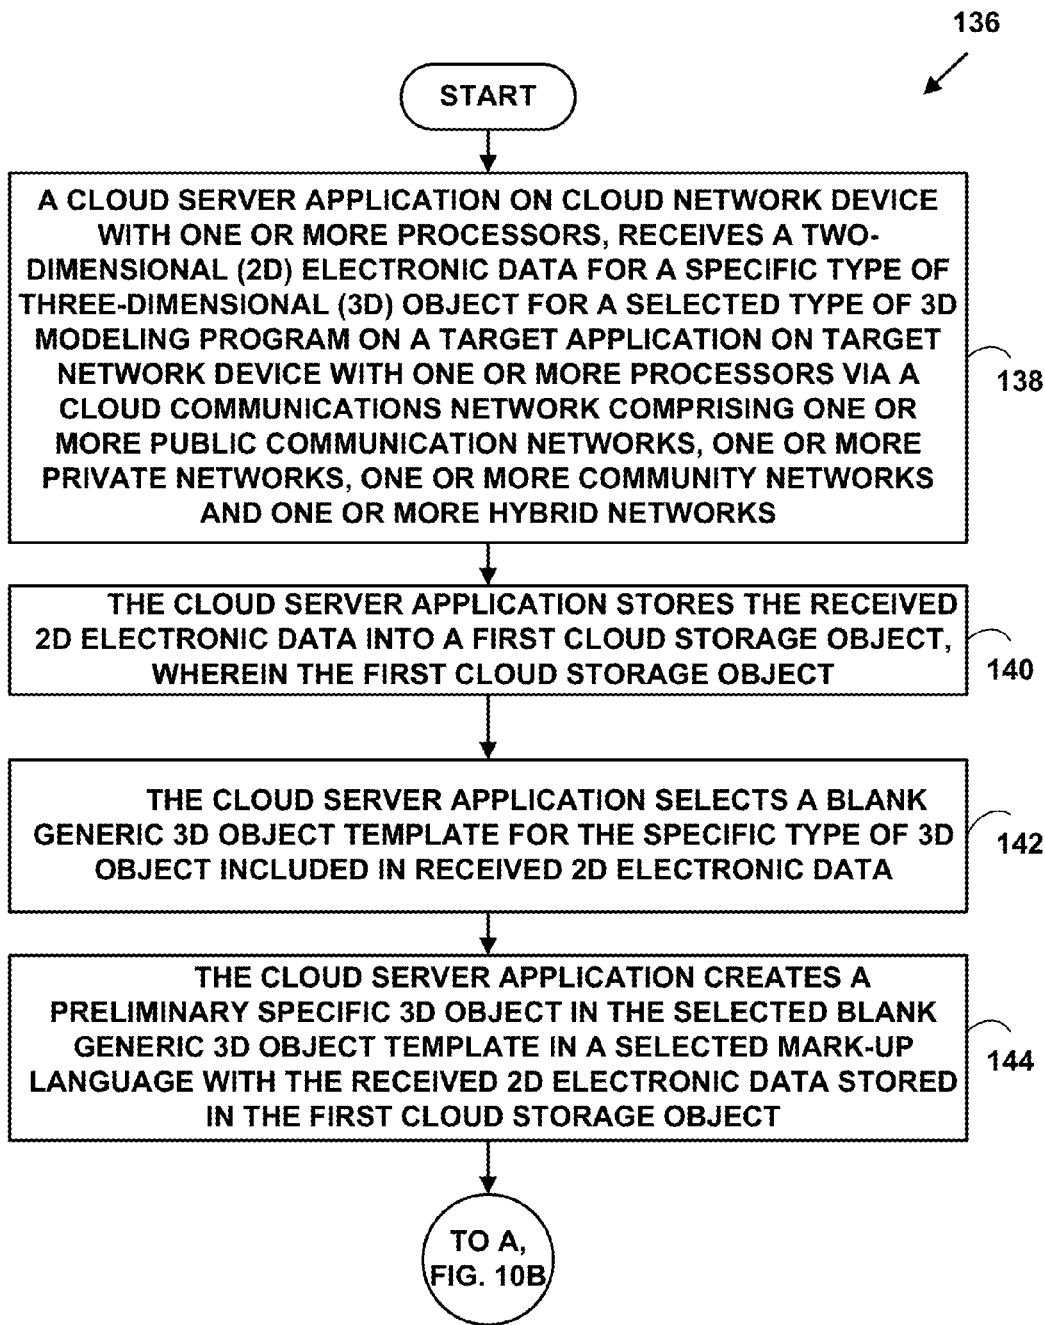 136
START
A CLOUD SERVER APPLICATION ON CLOUD NETWORK DEVICE
WITH ONE OR MORE PROCESSORS, RECEIVES A TWO-
DIMENSIONAL (2D) ELECTRONIC DATA FOR A SPECIFIC TYPE OF
THREE-DIMENSIONAL (3D) OBJECT FOR A SELECTED TYPE OF 3D
MODELING PROGRAM ON A TARGET APPLICATION ON TARGET
NETWORK DEVICE WITH ONE OR MORE PROCESSORS VIA A
CLOUD COMMUNICATIONS NETWORK COMPRISING ONE OR
MORE PUBLIC COMMUNICATION NETWORKS, ONE OR MORE
PRIVATE NETWORKS, ONE OR MORE COMMUNITY NETWORKS
AND ONE OR MORE HYBRID NETWORKS
138
THE CLOUD SERVER APPLICATION STORES THE RECEIVED
2D ELECTRONIC DATA INTO A FIRST CLOUD STORAGE OBJECT,
WHEREIN THE FIRST CLOUD STORAGE OBJECT
140
THE CLOUD SERVER APPLICATION SELECTS A BLANK
GENERIC 3D OBJECT TEMPLATE FOR THE SPECIFIC TYPE OF 3D
OBJECT INCLUDED IN RECEIVED 2D ELECTRONIC DATA
142
THE CLOUD SERVER APPLICATION CREATES A
PRELIMINARY SPECIFIC 3D OBJECT IN THE SELECTED BLANK
GENERIC 3D OBJECT TEMPLATE IN A SELECTED MARK-UP
LANGUAGE WITH THE RECEIVED 2D ELECTRONIC DATA STORED
IN THE FIRST CLOUD STORAGE OBJECT
144
TO A,
FIG. 10B